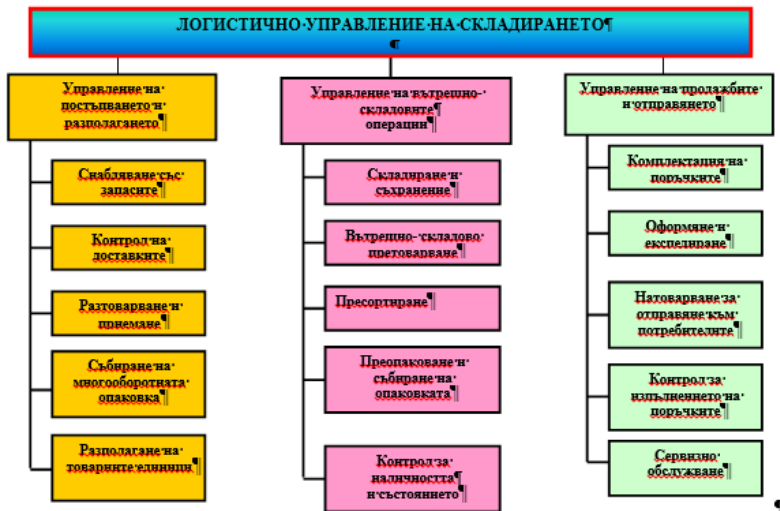 ЛОГИСТИЧНО УПРАВЛЕНИЕ НА СКЛАДИРАНЕТО¶
¶
Управление на
постъпването и
разполагането¶
Снабляване със
запасите¶
Контрол на
доставките¶
Разтоварване и
приемане¶
Събиране на
многооборотната
опаковка¶
Разполагане на
товарните единици¶
Управление на вътрешно-
складовите¶
операции¶
Складиране и
съхранение¶
Вътрешно- складово
претоварване¶
Пресортиране¶
Преопаковане и
събиране на
опаковката¶
Контрол за
наличността¶
и състоянието¶
Управление на продажбите
и отправянето¶
Комплектация на
поръчките¶
Оформяне и
експедиране¶
Натоварване за
отправяне към
потребителите¶
Контрол за
изпълнението на
поръчките¶
Сервизно
обслужване¶
¶